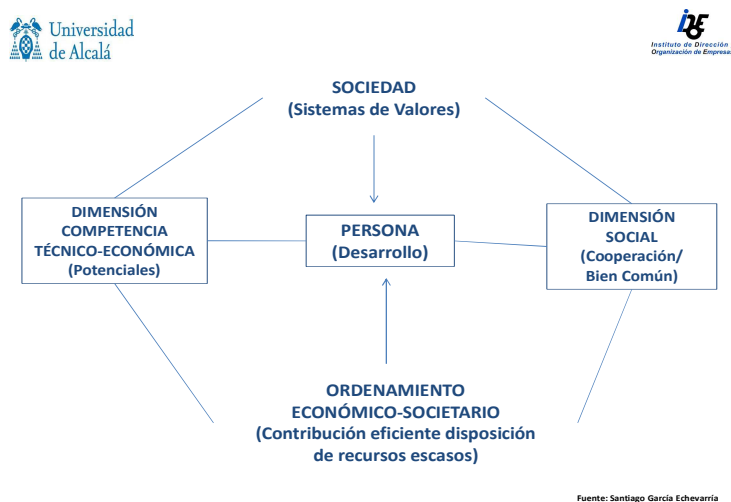 Universidad
de Alcalá
Instituto de Dirección
Organización de Empresa
SOCIEDAD
(Sistemas de Valores)
DIMENSIÓN
COMPETENCIA
TÉCNICO-ECONÓMICA
(Potenciales)
PERSONA
(Desarrollo)
DIMENSIÓN
SOCIAL
(Cooperación/
Bien Común)
ORDENAMIENTO
ECONÓMICO-SOCIETARIO
(Contribución eficiente disposición
de recursos escasos)
Fuente: Santiago García Echevarría